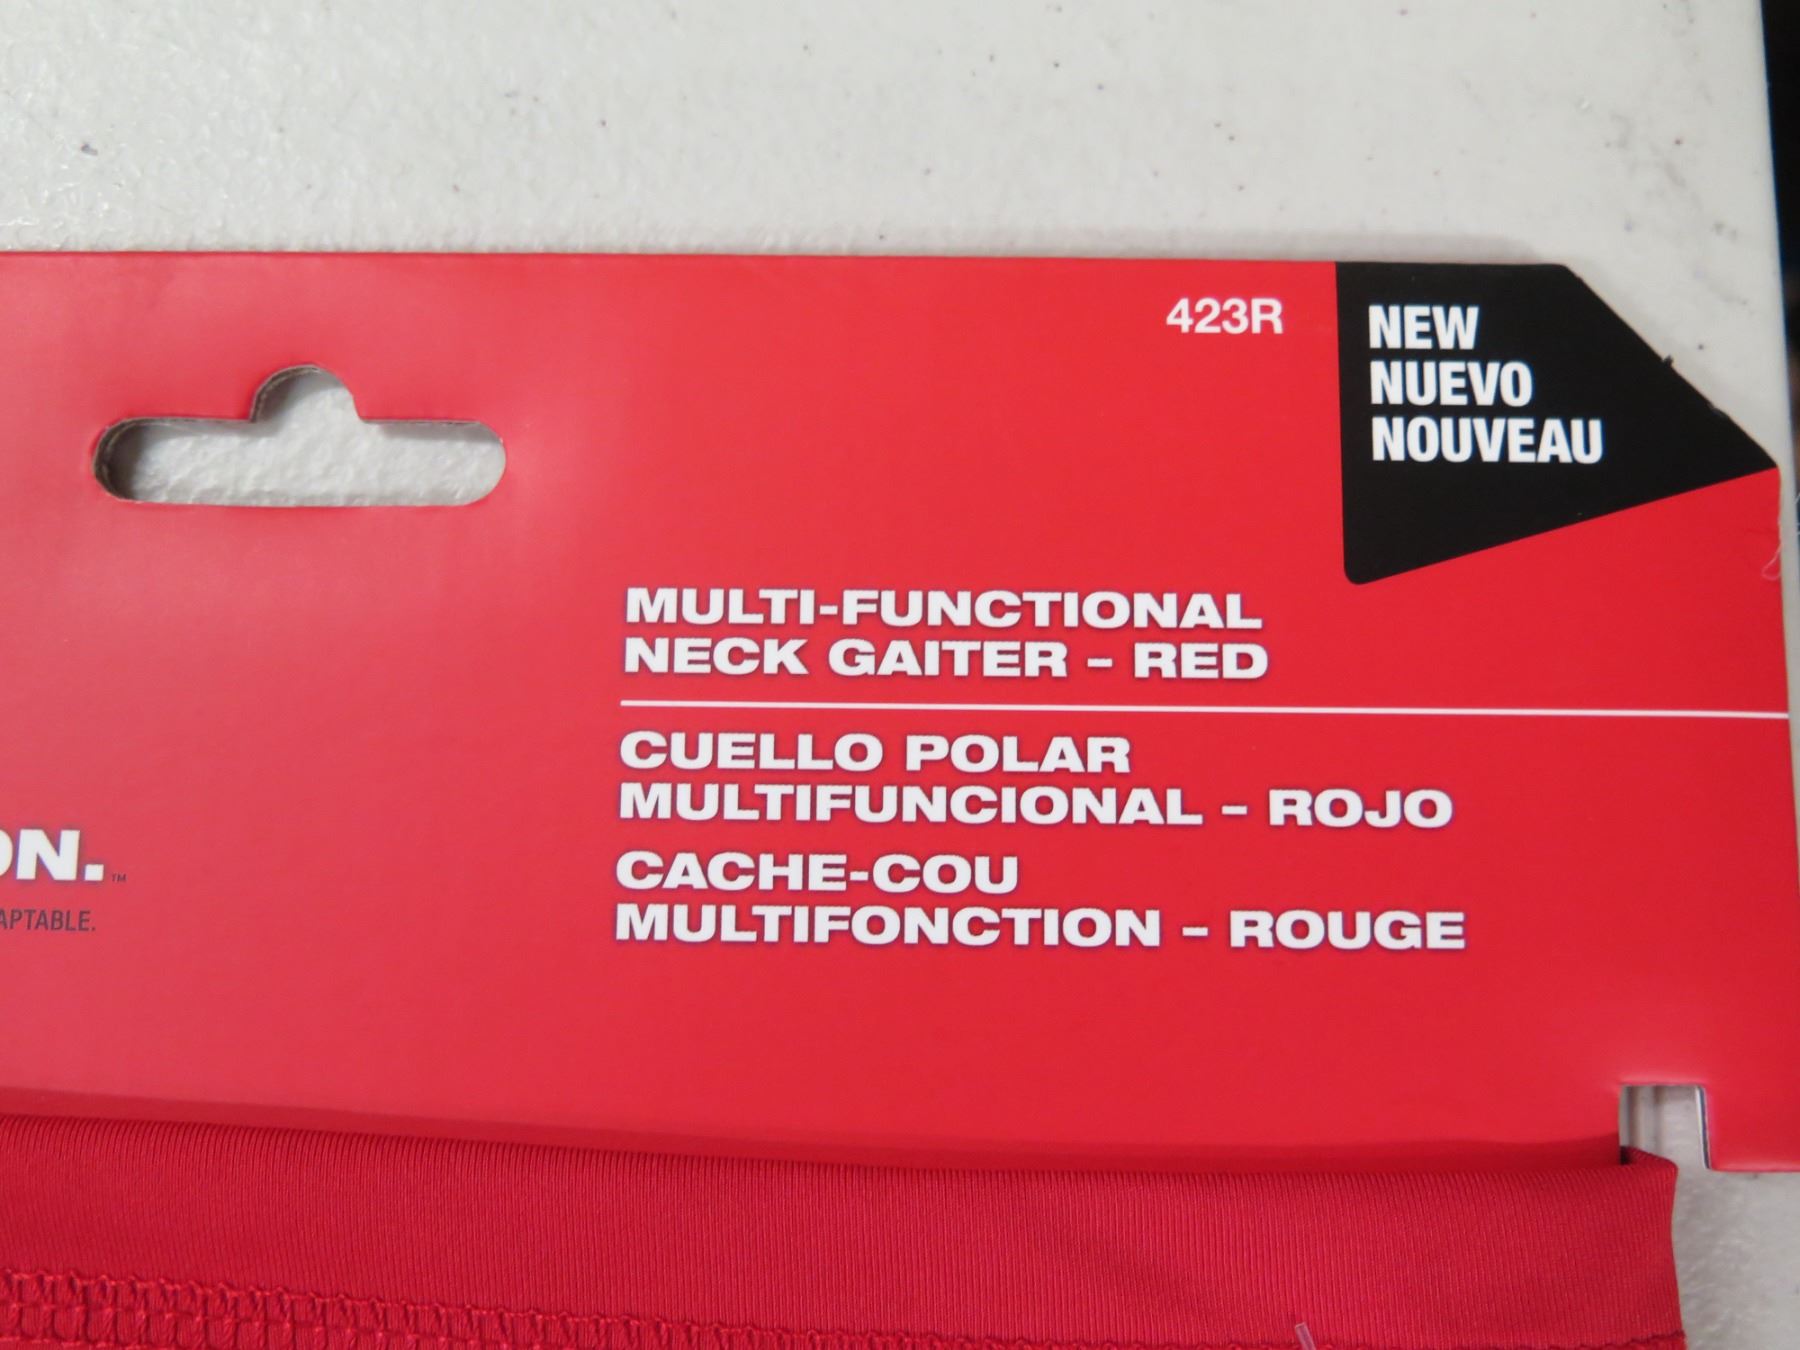 423R
NEW
NUEVO
NOUVEAU
MULTI-FUNCTIONAL
NECK GAITER – RED
CUELLO POLAR
MULTIFUNCIONAL – ROJO
CACHE-COU
MULTIFONCTION – ROUGE
ON.™
APTABLE.